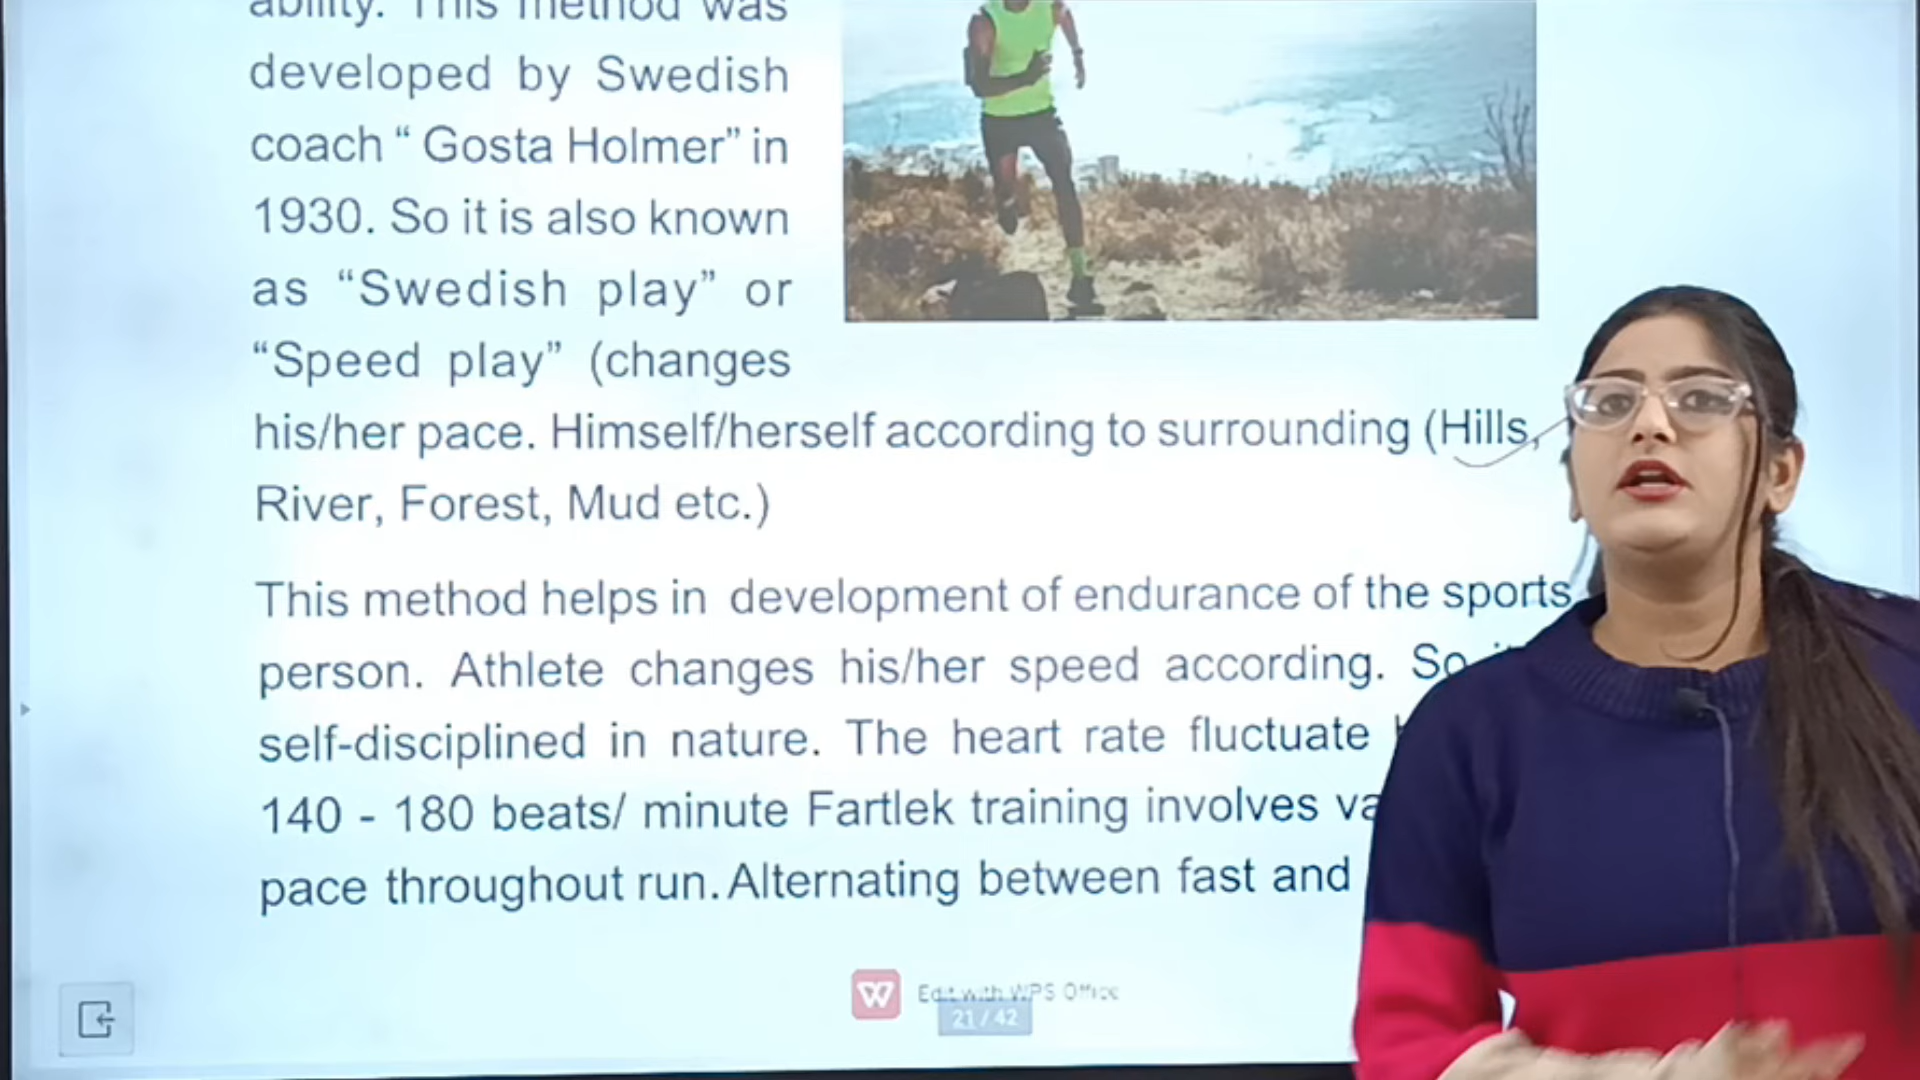 ability. This method was
developed by Swedish
coach “ Gosta Holmer” in
1930. So it is also known
as “Swedish play” or
“Speed play” (changes
his/her pace. Himself/herself according to surrounding (Hills,
River, Forest, Mud etc.)
This method helps in development of endurance of the sports
person. Athlete changes his/her speed according. So
self-disciplined in nature. The heart rate fluctuate
140 - 180 beats/ minute Fartlek training involves
pace throughout run. Alternating between fast and
Edit with WPS Office
21 / 42